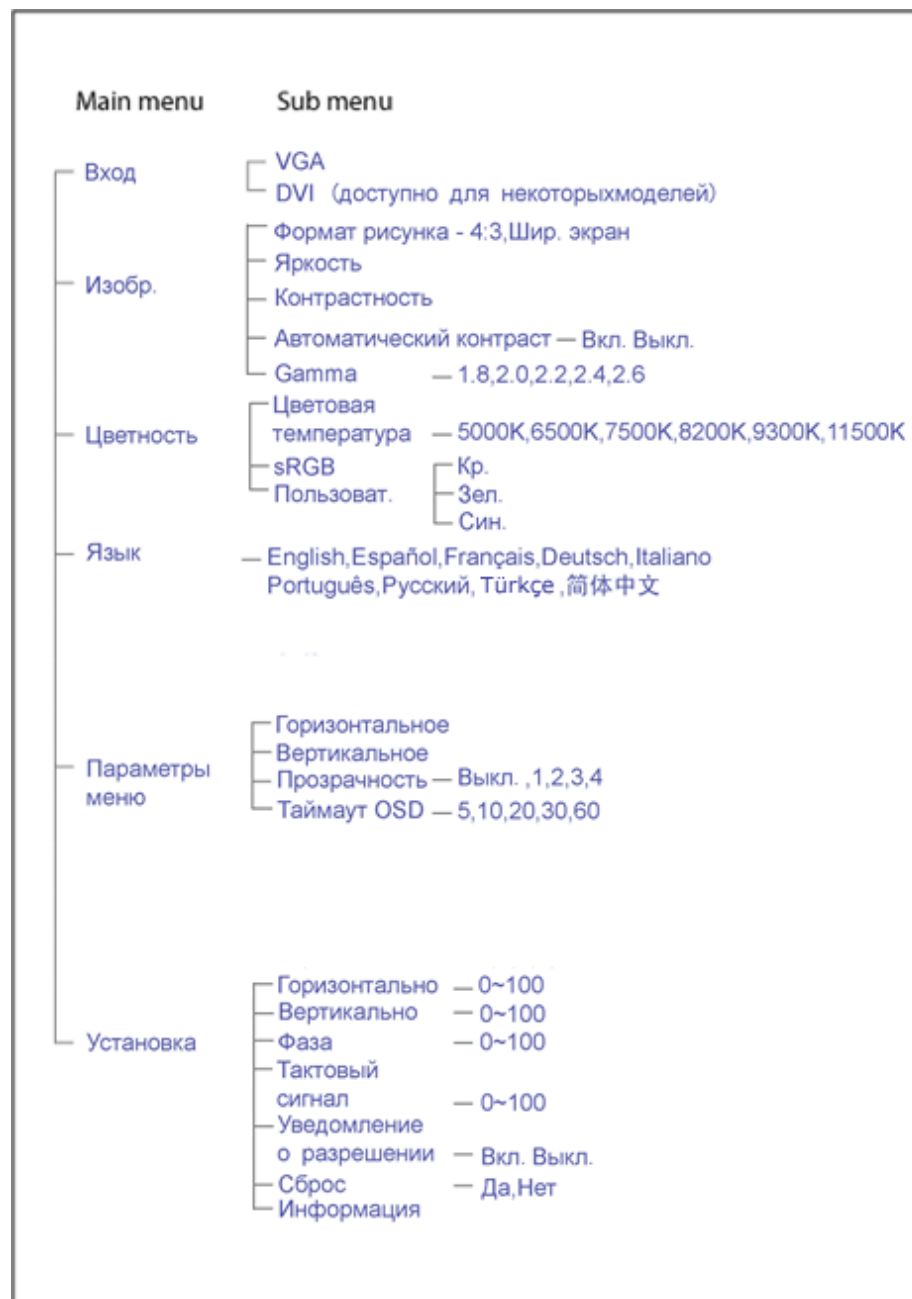 Main menu Sub menu
Вход
VGA
DVI (доступно для некоторыхмоделей)
Изобр.
Формат рисунка - 4:3,Шир. экран
Яркость
Контрастность
Автоматический контраст — Вкл. Выкл.
Gamma — 1.8,2.0,2.2,2.4,2.6
Цветность
Цветовая
температура — 5000K,6500K,7500K,8200K,9300K,11500K
sRGB
Пользоват.
Кр.
Зел.
Син.
Язык
— English,Español,Français,Deutsch,Italiano
Português,Русский, Türkçe ,简体中文
Параметры
меню
Горизонтальное
Вертикальное
Прозрачность — Выкл. ,1,2,3,4
Таймаут OSD — 5,10,20,30,60
Установка
Горизонтально — 0~100
Вертикально — 0~100
Фаза — 0~100
Тактовый
сигнал — 0~100
Уведомление
о разрешении — Вкл. Выкл.
Сброс — Да,Нет
Информация